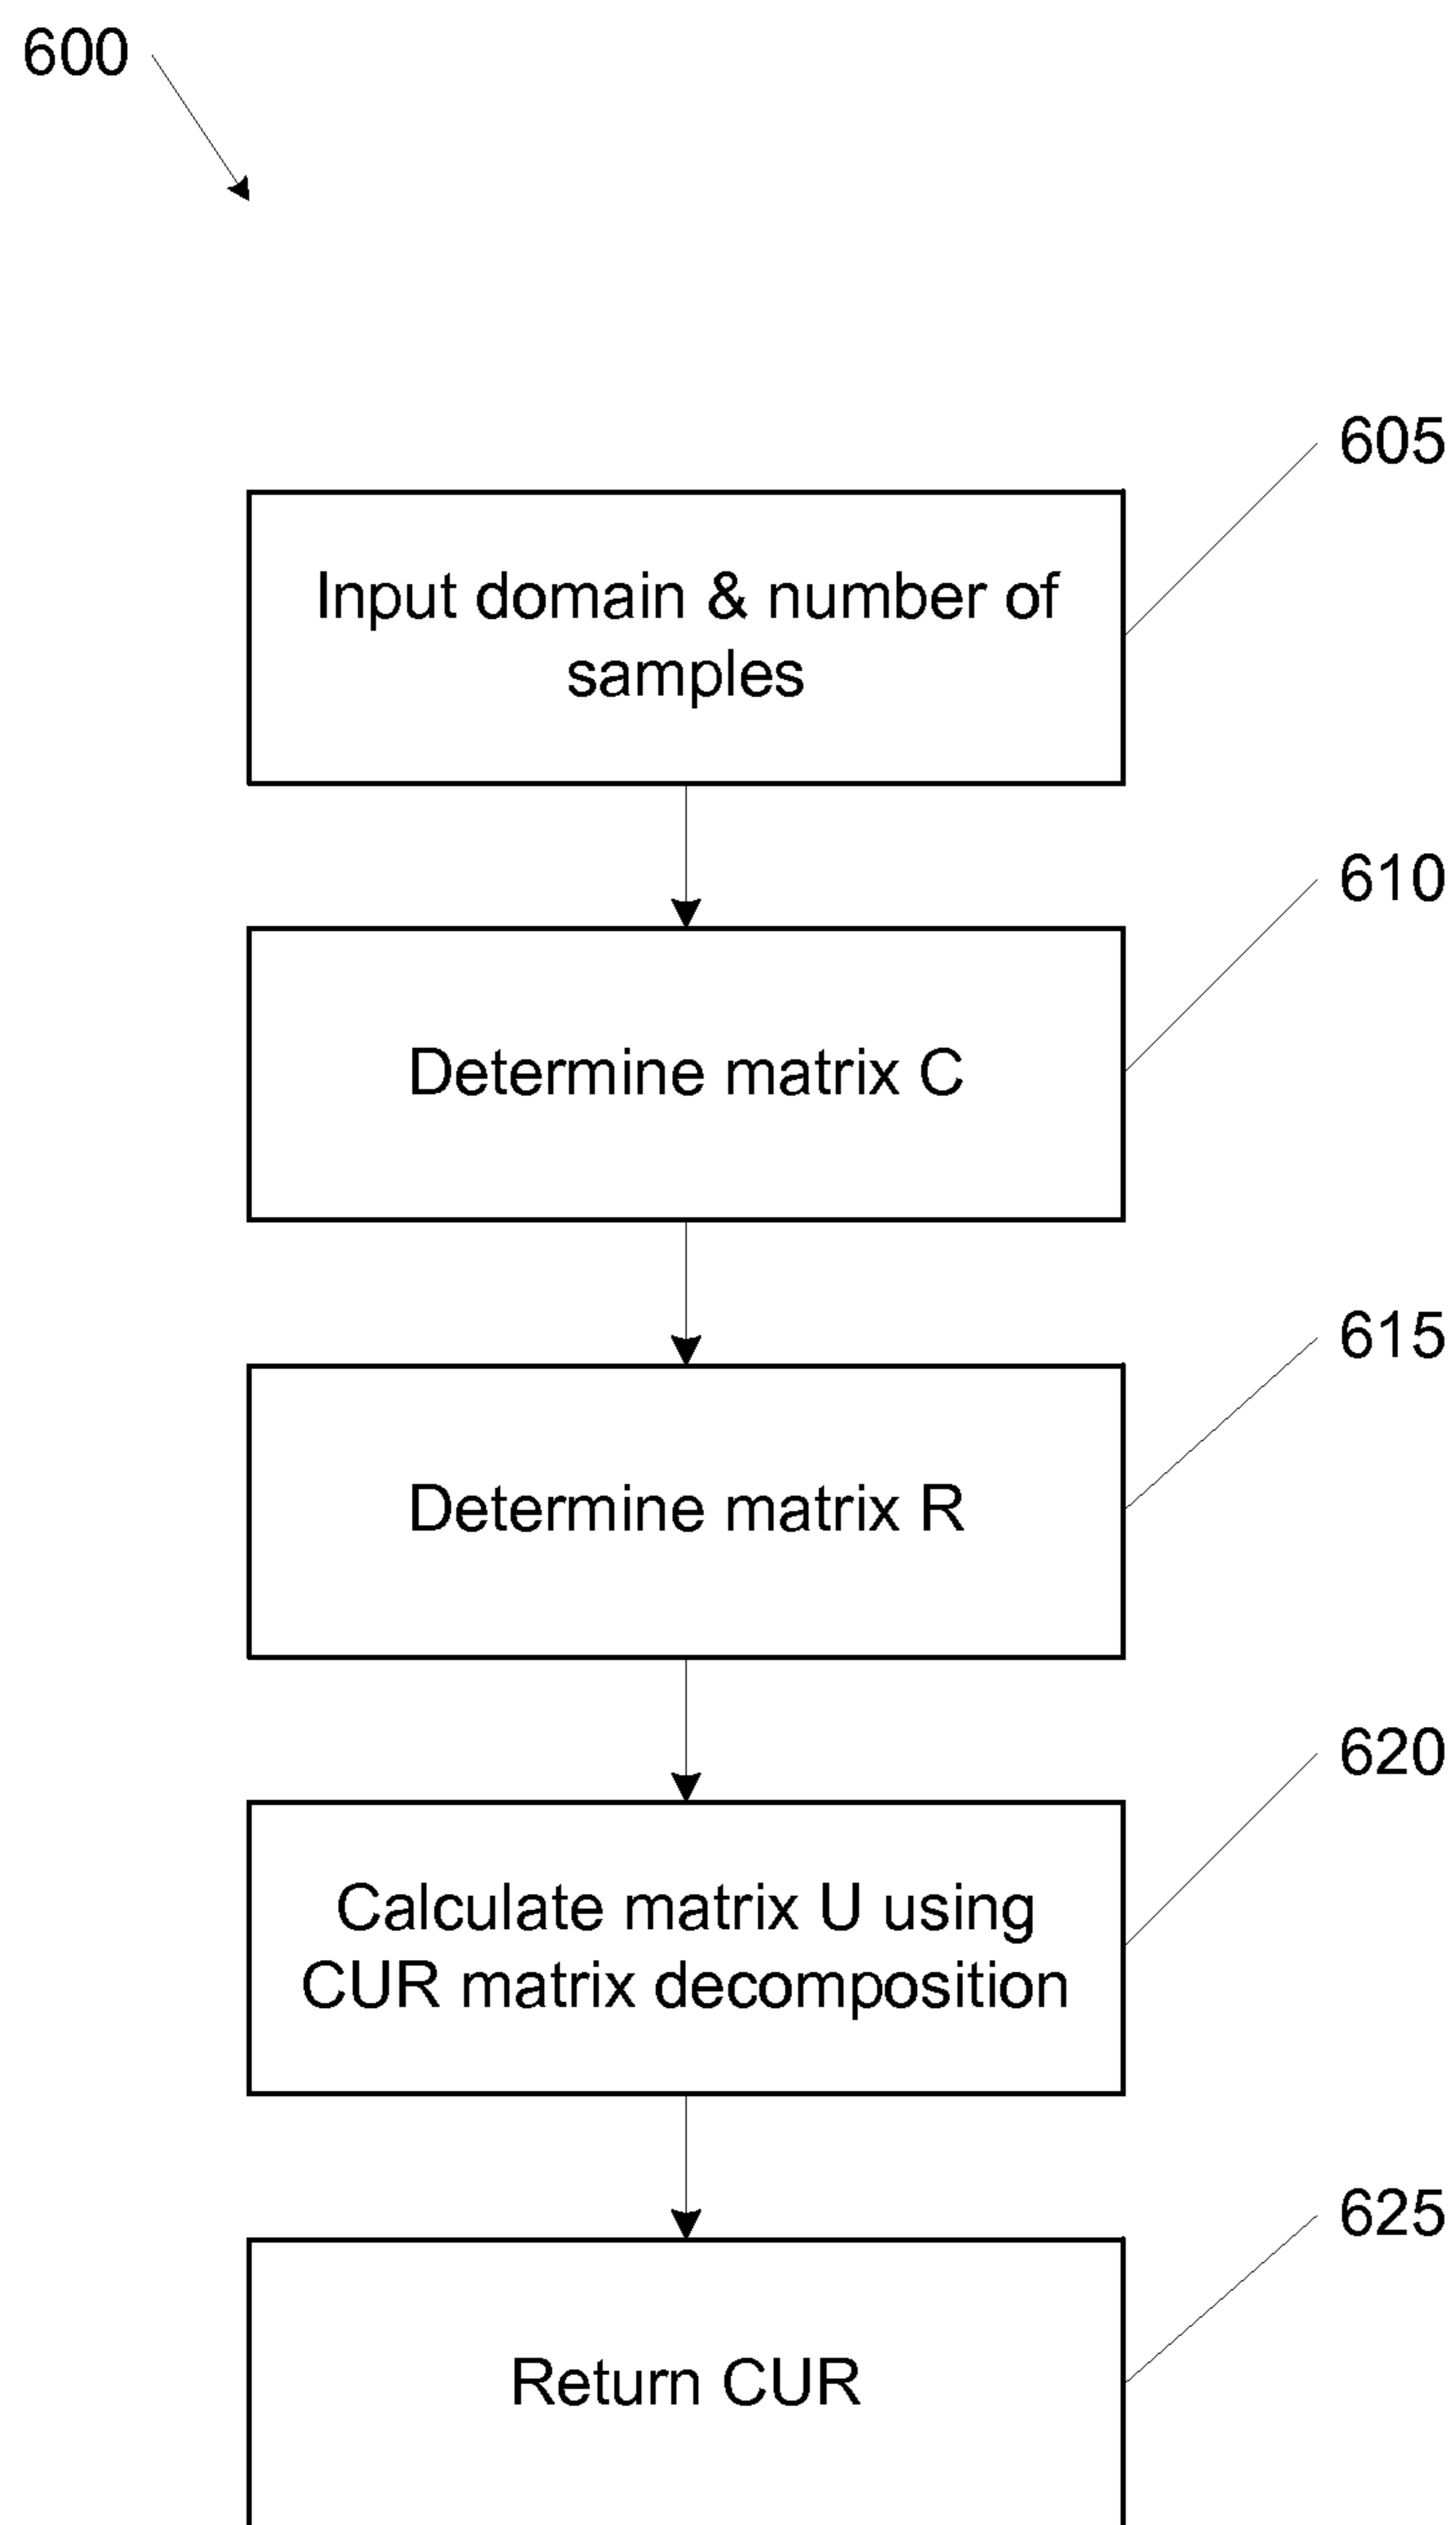 600
605
Input domain & number of
samples
610
Determine matrix C
615
Determine matrix R
620
Calculate matrix U using
CUR matrix decomposition
625
Return CUR